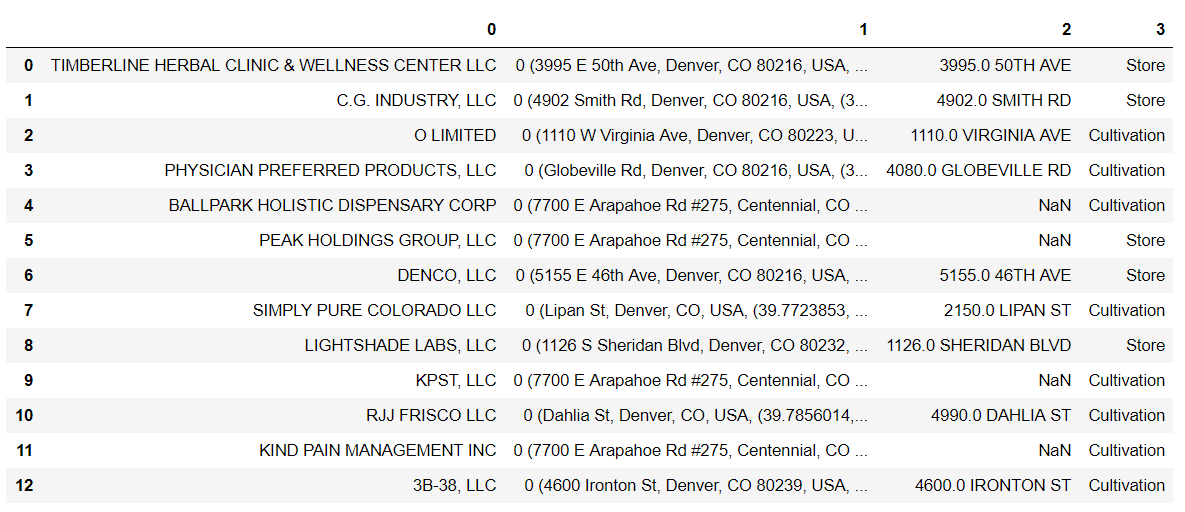 0 1 2 3
0 TIMBERLINE HERBAL CLINIC & WELLNESS CENTER LLC 0 (3995 E 50th Ave, Denver, CO 80216, USA, ... 3995.0 50TH AVE Store
1 C.G. INDUSTRY, LLC 0 (4902 Smith Rd, Denver, CO 80216, USA, (3... 4902.0 SMITH RD Store
2 O LIMITED 0 (1110 W Virginia Ave, Denver, CO 80223, U... 1110.0 VIRGINIA AVE Cultivation
3 PHYSICIAN PREFERRED PRODUCTS, LLC 0 (Globeville Rd, Denver, CO 80216, USA, (3... 4080.0 GLOBEVILLE RD Cultivation
4 BALLPARK HOLISTIC DISPENSARY CORP 0 (7700 E Arapahoe Rd #275, Centennial, CO ... NaN Cultivation
5 PEAK HOLDINGS GROUP, LLC 0 (7700 E Arapahoe Rd #275, Centennial, CO ... NaN Store
6 DENCO, LLC 0 (5155 E 46th Ave, Denver, CO 80216, USA, ... 5155.0 46TH AVE Store
7 SIMPLY PURE COLORADO LLC 0 (Lipan St, Denver, CO, USA, (39.7723853, ... 2150.0 LIPAN ST Cultivation
8 LIGHTSHADE LABS, LLC 0 (1126 S Sheridan Blvd, Denver, CO 80232, ... 1126.0 SHERIDAN BLVD Store
9 KPST, LLC 0 (7700 E Arapahoe Rd #275, Centennial, CO ... NaN Cultivation
10 RJJ FRISCO LLC 0 (Dahlia St, Denver, CO, USA, (39.7856014,... 4990.0 DAHLIA ST Cultivation
11 KIND PAIN MANAGEMENT INC 0 (7700 E Arapahoe Rd #275, Centennial, CO ... NaN Cultivation
12 3B-38, LLC 0 (4600 Ironton St, Denver, CO 80239, USA, ... 4600.0 IRONTON ST Cultivation